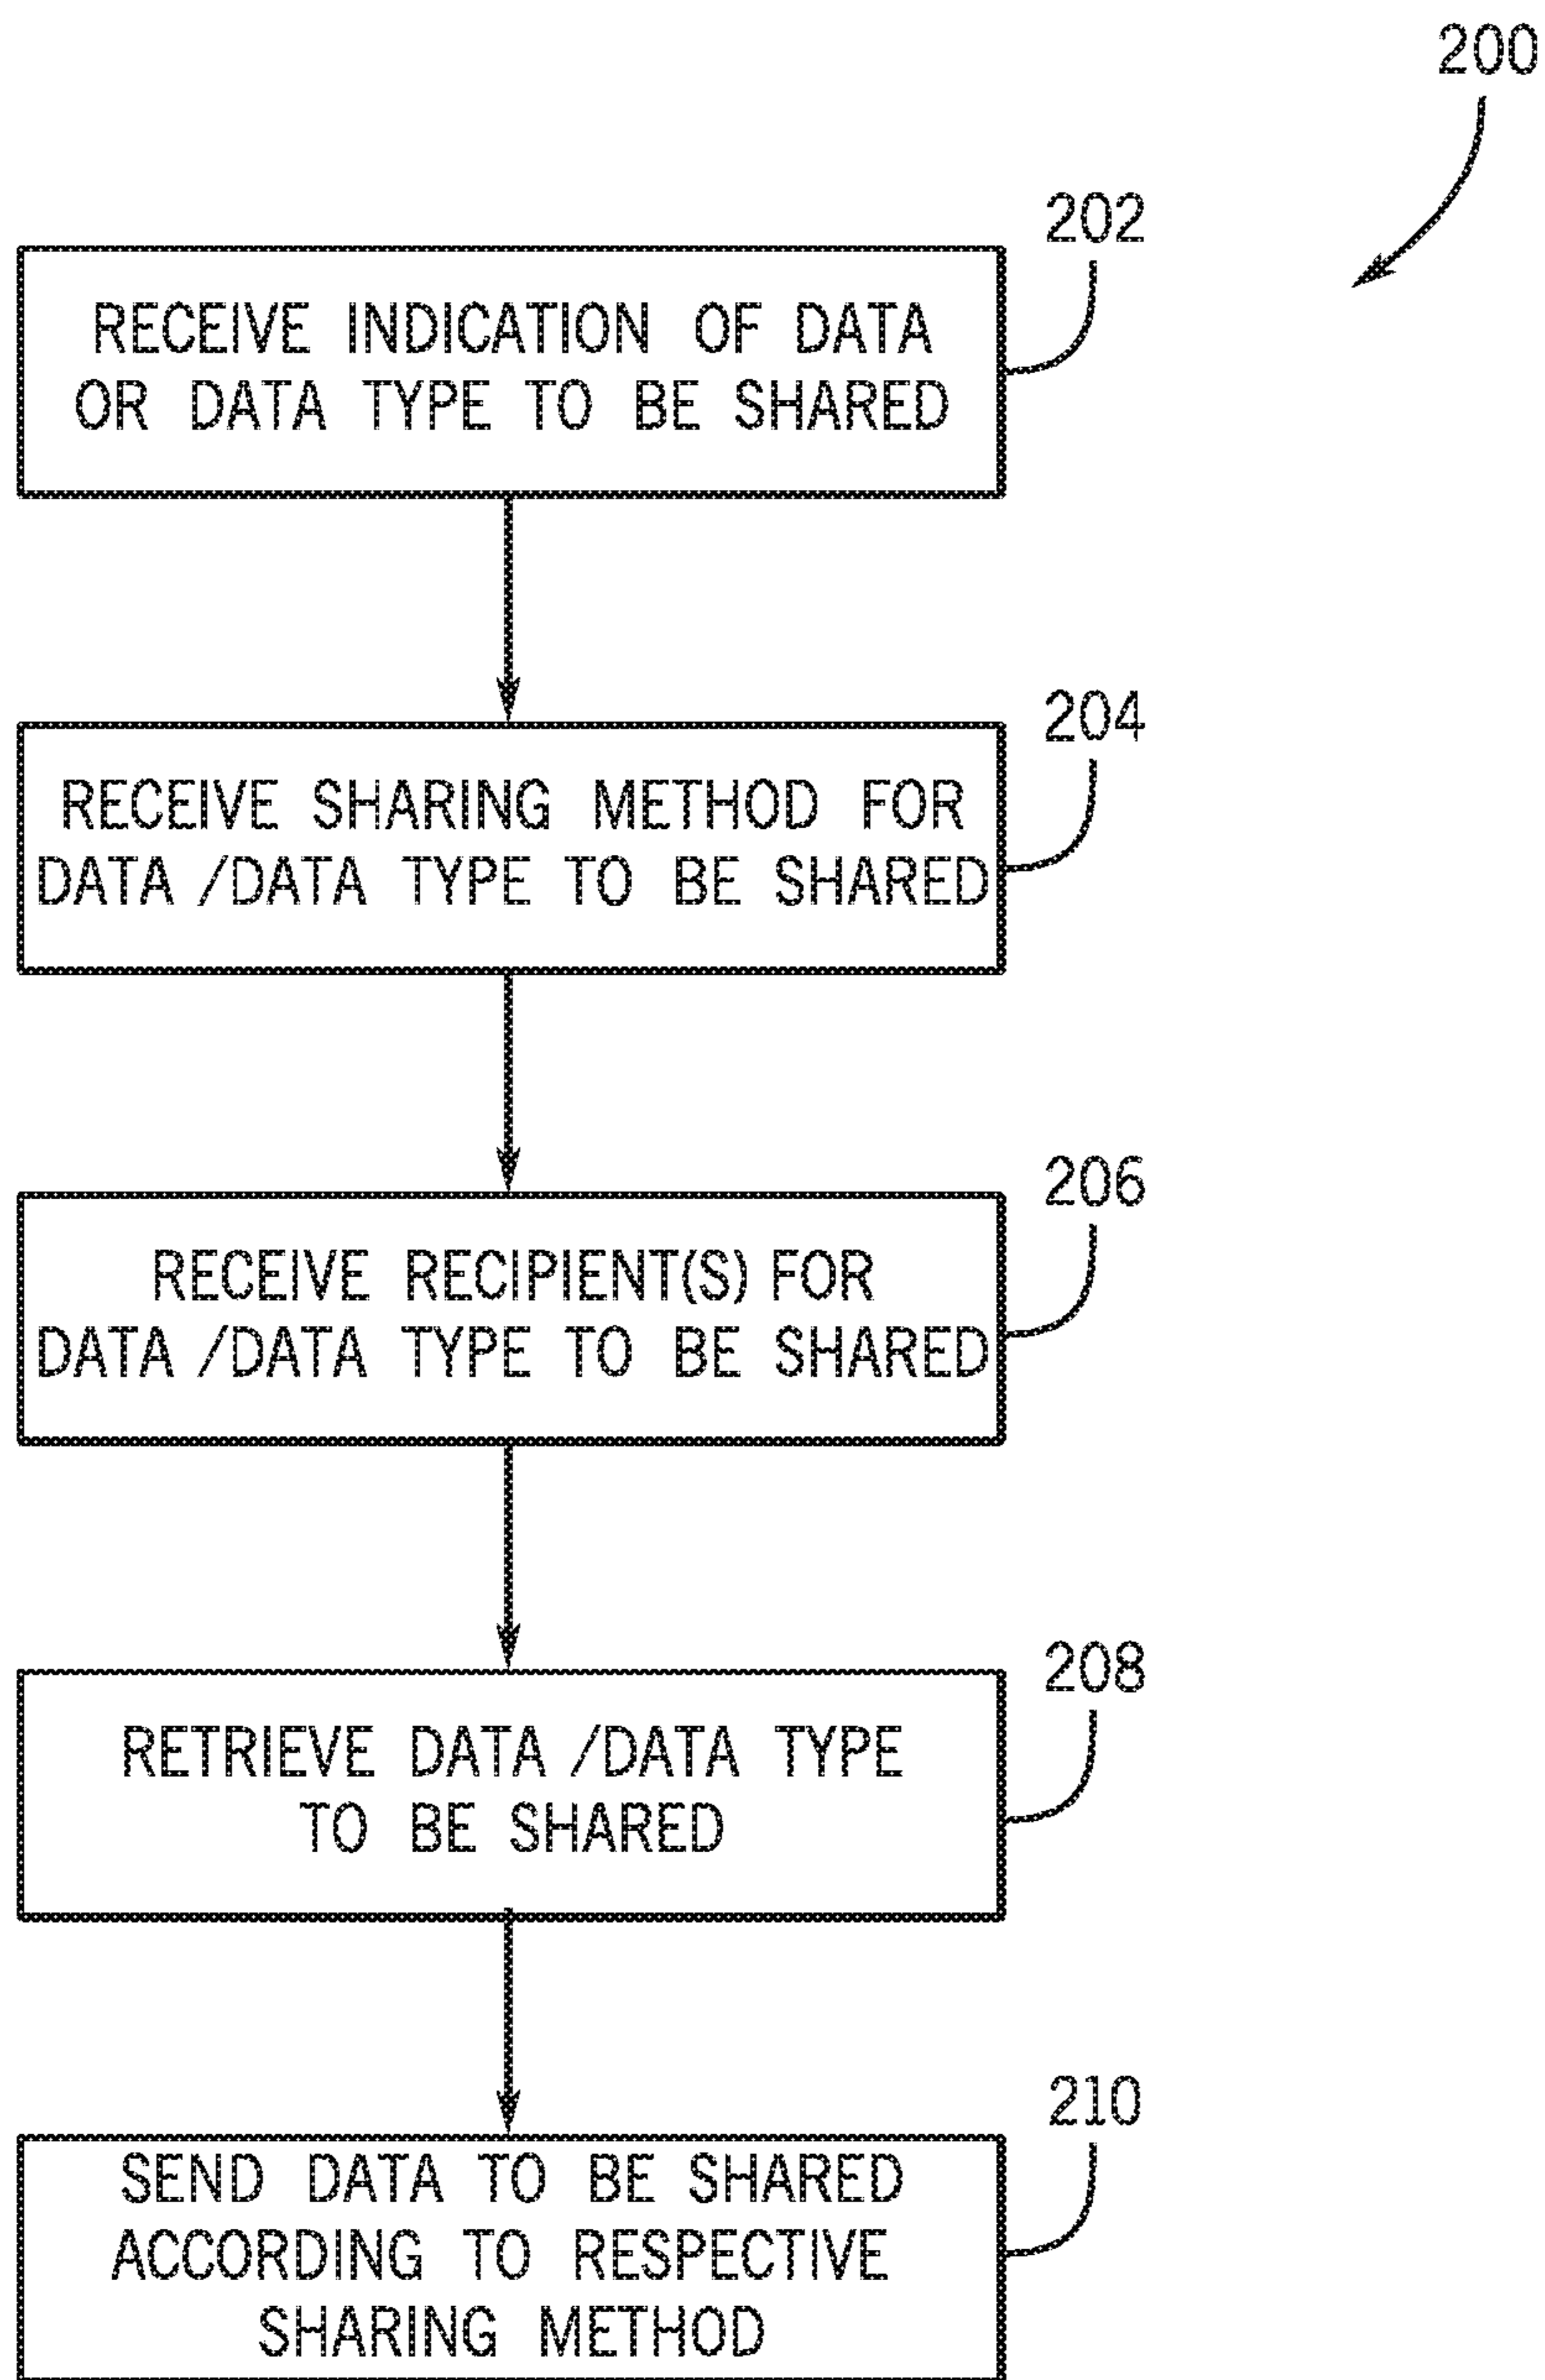 200
202
RECEIVE INDICATION OF DATA
OR DATA TYPE TO BE SHARED
204
RECEIVE SHARING METHOD FOR
DATA /DATA TYPE TO BE SHARED
206
RECEIVE RECIPIENT(S) FOR
DATA /DATA TYPE TO BE SHARED
208
RETRIEVE DATA /DATA TYPE
TO BE SHARED
210
SEND DATA TO BE SHARED
ACCORDING TO RESPECTIVE
SHARING METHOD